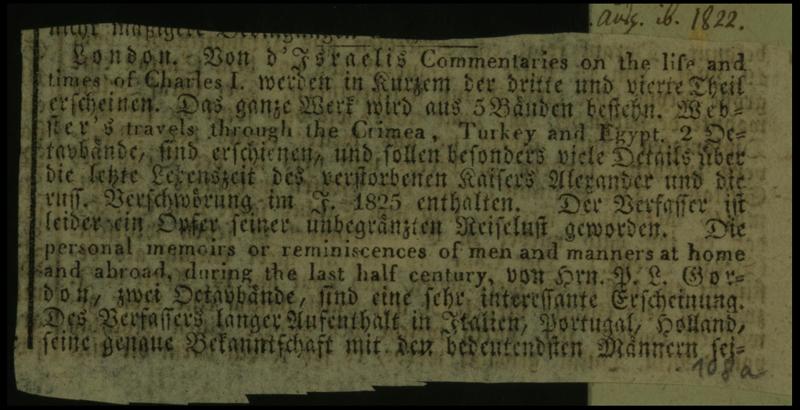 aug. ib. 1822.
nicht mäßigere
London. Von d'Israelis Commentaries on the life and
times of Charles I. werden in Kurzem der dritte und vierte Theil
erscheinen. Das ganze Werk wird aus 5 Bänden bestehn. Web-
ster's travels through the Crimea, Turkey and Egypt. 2 Oc-
tavbände, sind erschienen, und sollen besonders viele Details über
die letzte Lebenszeit des verstorbenen Kaisers Alexander und die
russ. Verschwörung im J. 1825 enthalten. Der Verfasser ist
leider ein Opfer seiner unbegränzten Reiselust geworden. Die
personal memoirs or reminiscences of men and manners at home
and abroad, during the last half century, von Hrn. P. L. Gor-
don, zwei Octavbände, sind eine sehr interessante Erscheinung.
Des Verfassers langer Aufenthalt in Italien, Portugal, Holland,
seine genaue Bekanntschaft mit den bedeutendsten Männern sei-
108a